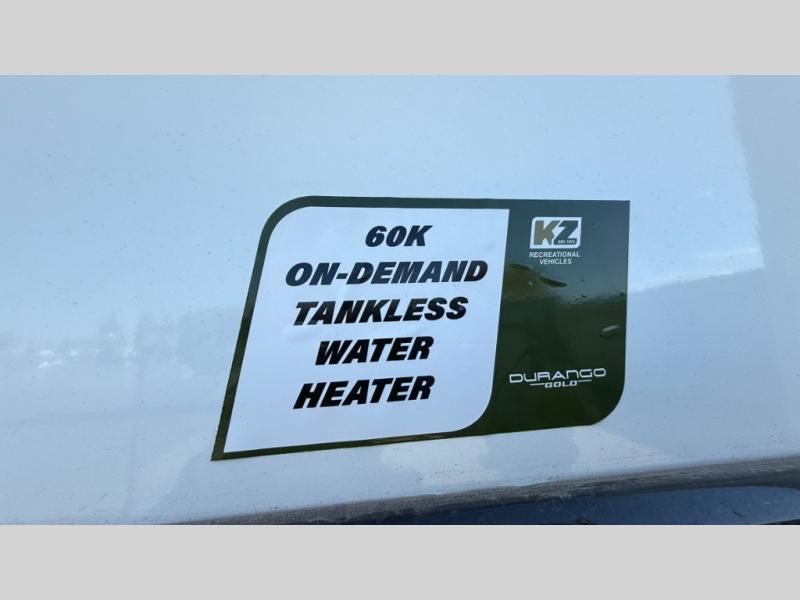 60K
ON-DEMAND
TANKLESS
WATER
HEATER
KZ
RECREATIONAL
VEHICLES
DURANGO
GOLD